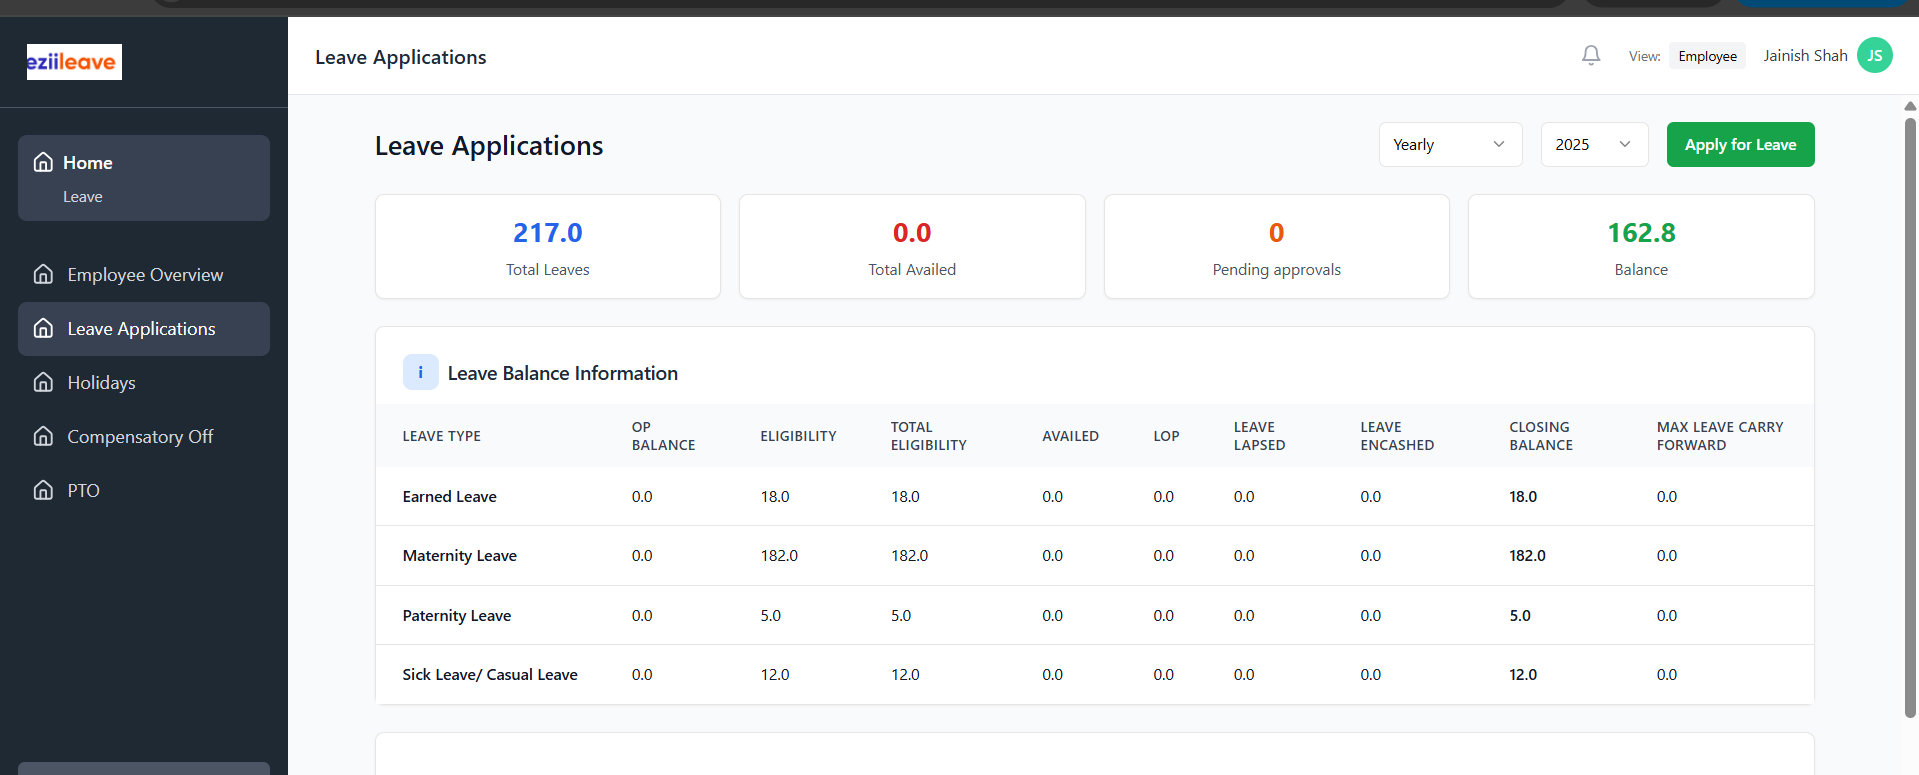 eziileave
Leave Applications
View: Employee Jainish Shah JS
Home
Leave
Employee Overview
Leave Applications
Holidays
Compensatory Off
PTO
Leave Applications
Yearly 2025 Apply for Leave
217.0 0.0 0 162.8
Total Leaves Total Availed Pending approvals Balance
i Leave Balance Information
LEAVE TYPE OP BALANCE ELIGIBILITY TOTAL ELIGIBILITY AVAILED LOP LEAVE LAPSED LEAVE ENCASHED CLOSING BALANCE MAX LEAVE CARRY FORWARD
Earned Leave 0.0 18.0 18.0 0.0 0.0 0.0 0.0 18.0 0.0
Maternity Leave 0.0 182.0 182.0 0.0 0.0 0.0 0.0 182.0 0.0
Paternity Leave 0.0 5.0 5.0 0.0 0.0 0.0 0.0 5.0 0.0
Sick Leave/ Casual Leave 0.0 12.0 12.0 0.0 0.0 0.0 0.0 12.0 0.0